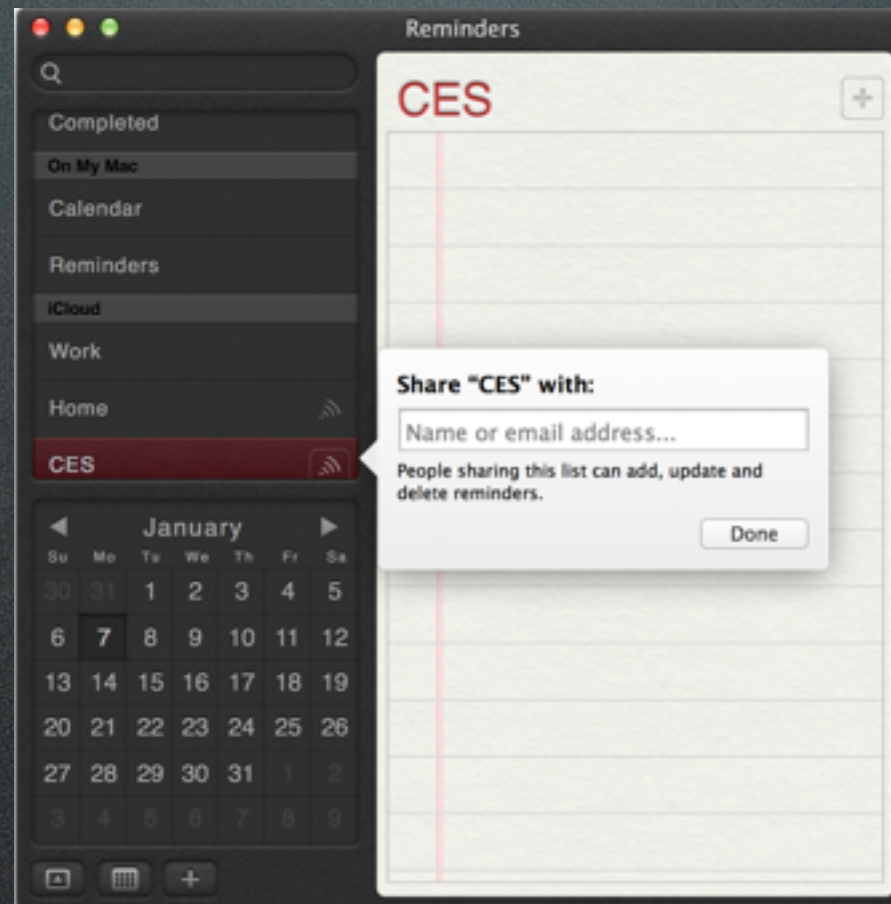 Reminders
CES
Completed
On My Mac
Calendar
Reminders
iCloud
Work
Home
CES
Share “CES” with:
Name or email address...
People sharing this list can add, update and
delete reminders.
Done
January
Su Mo Tu We Th Fr Sa
30 31 1 2 3 4 5
6 7 8 9 10 11 12
13 14 15 16 17 18 19
20 21 22 23 24 25 26
27 28 29 30 31 1 2
3 4 5 6 7 8 9